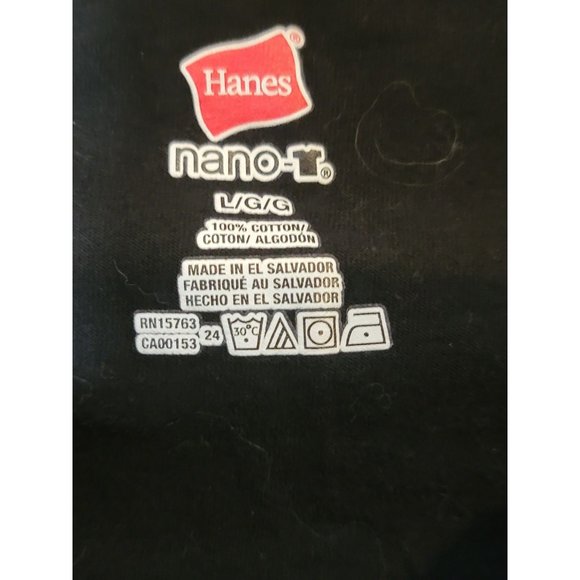 Hanes®
nano-®
L/G/G
100% COTTON/
COTON/ ALGODÓN
MADE IN EL SALVADOR
FABRIQUÉ AU SALVADOR
HECHO EN EL SALVADOR
RN15763
CA00153
24
30°C